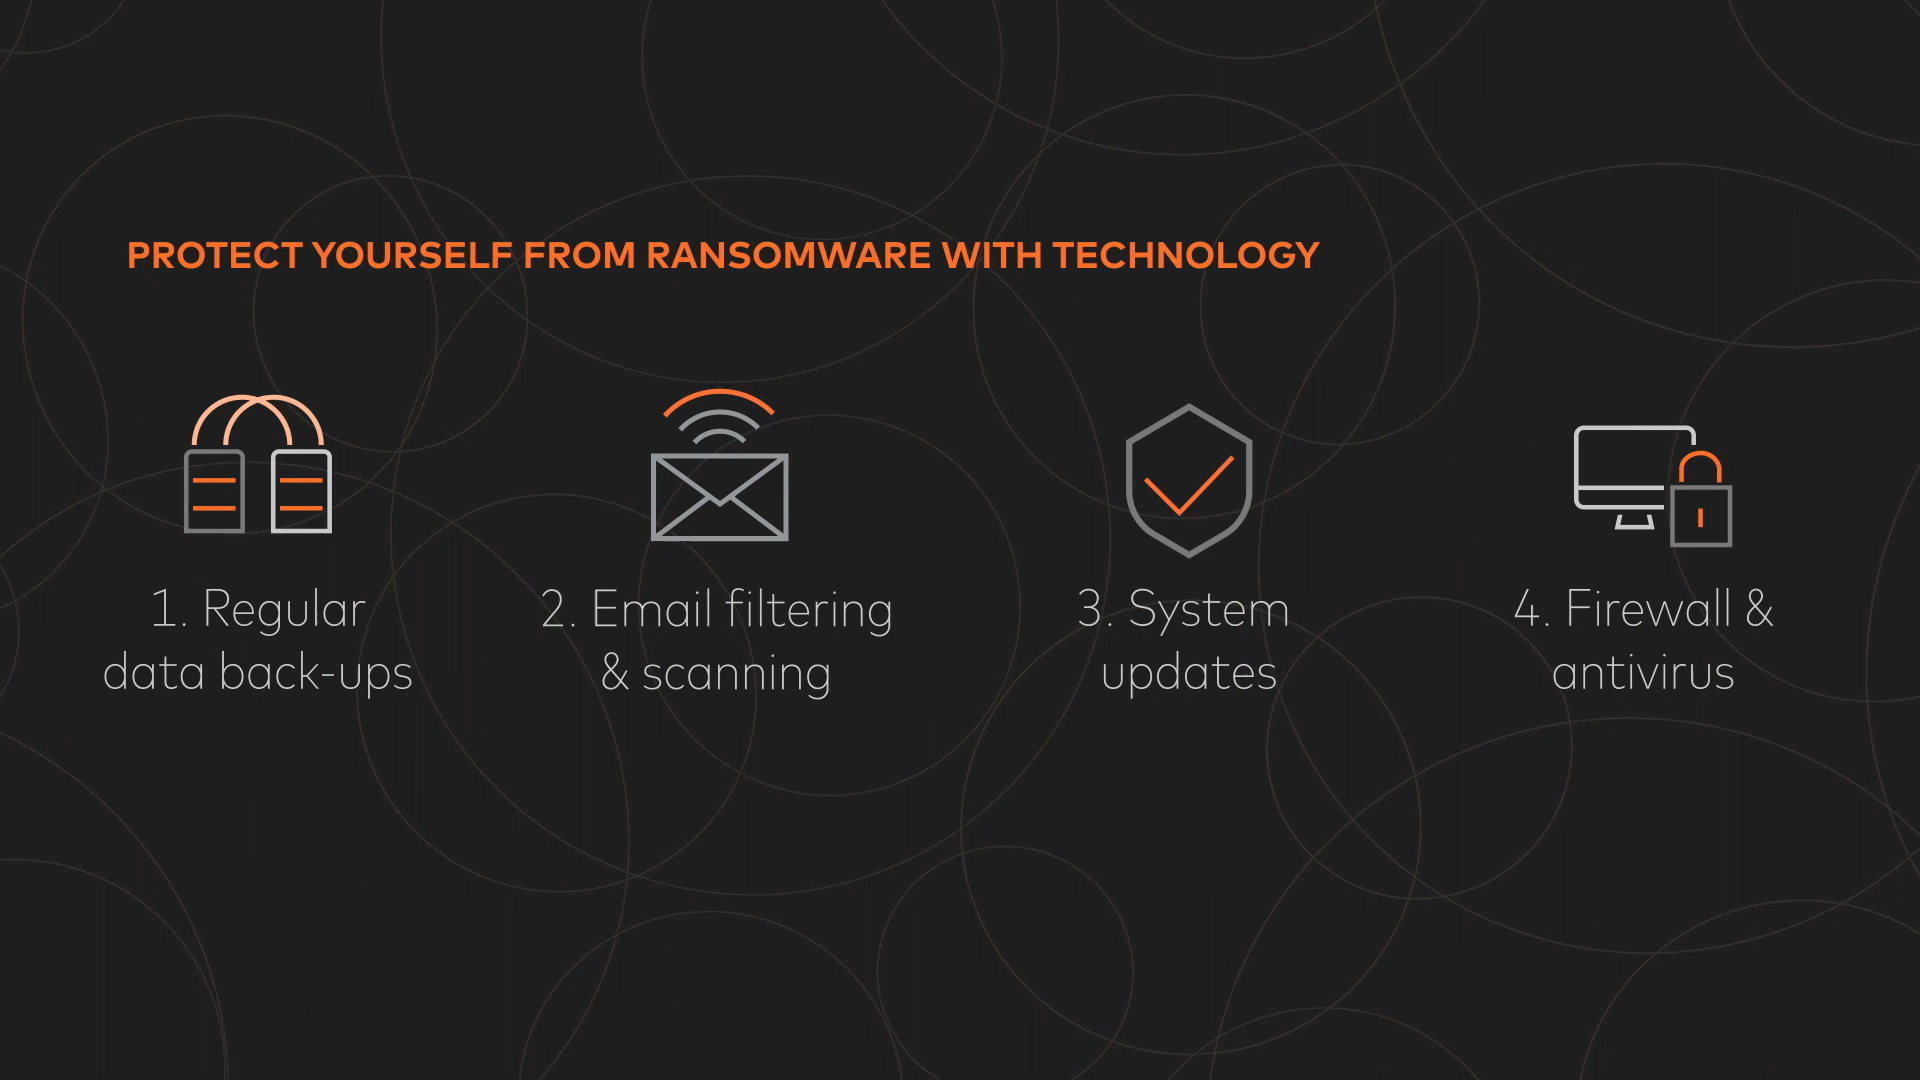 PROTECT YOURSELF FROM RANSOMWARE WITH TECHNOLOGY
1. Regular
data back-ups
2. Email filtering
& scanning
3. System
updates
4. Firewall &
antivirus